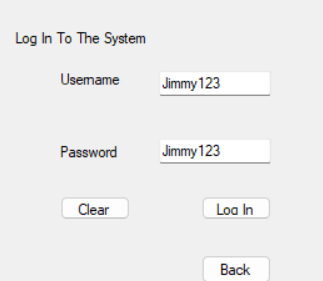 Log In To The System
Username Jimmy123
Password Jimmy123
Clear Log In
Back